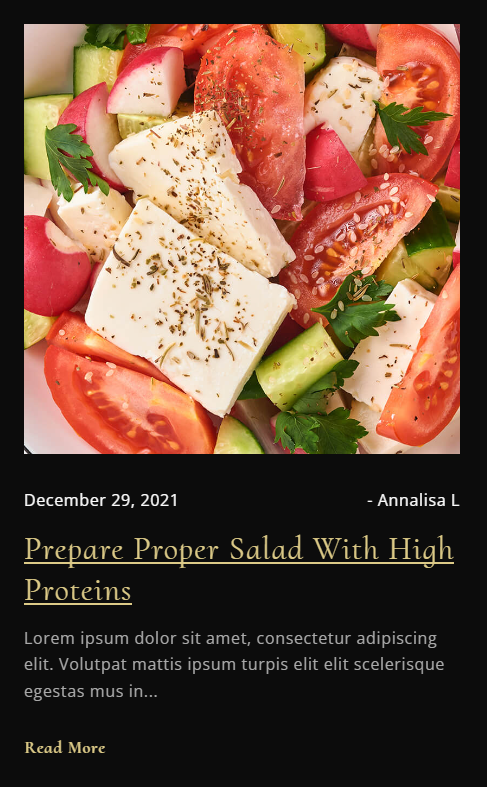 December 29, 2021
- Annalisa L
Prepare Proper Salad With High
Proteins
Lorem ipsum dolor sit amet, consectetur adipiscing
elit. Volutpat mattis ipsum turpis elit elit scelerisque
egestas mus in...
Read More